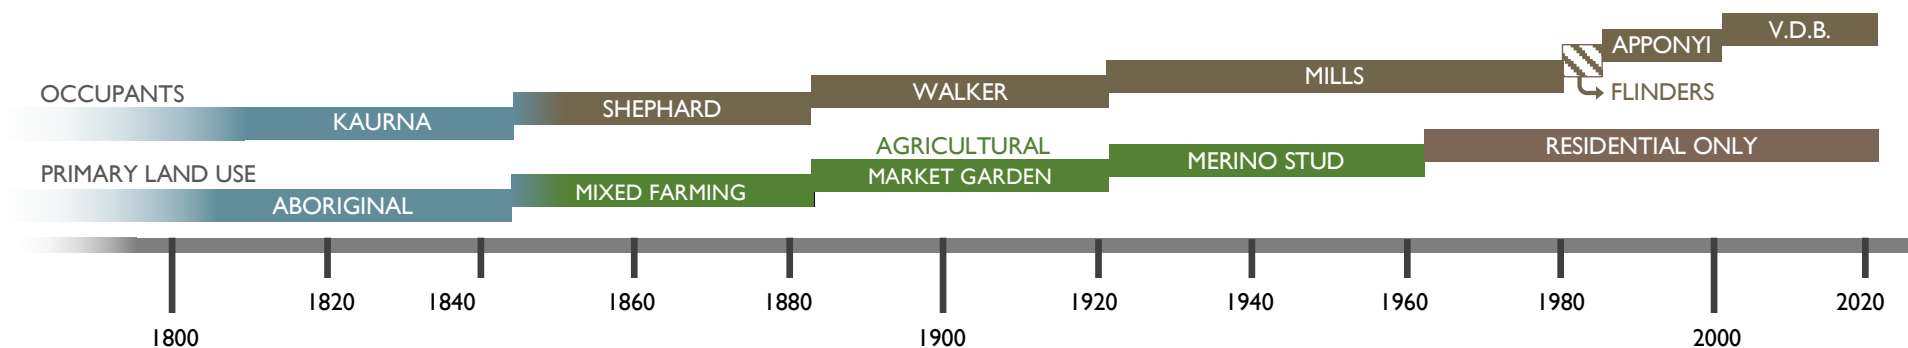 OCCUPANTS
KAURNA
SHEPHARD
WALKER
MILLS
FLINDERS
APPONYI
V.D.B.
PRIMARY LAND USE
ABORIGINAL
MIXED FARMING
AGRICULTURAL
MARKET GARDEN
MERINO STUD
RESIDENTIAL ONLY
1800
1820
1840
1860
1880
1900
1920
1940
1960
1980
2000
2020